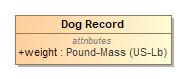 Dog Record
attributes
+weight : Pound-Mass (US-Lb)